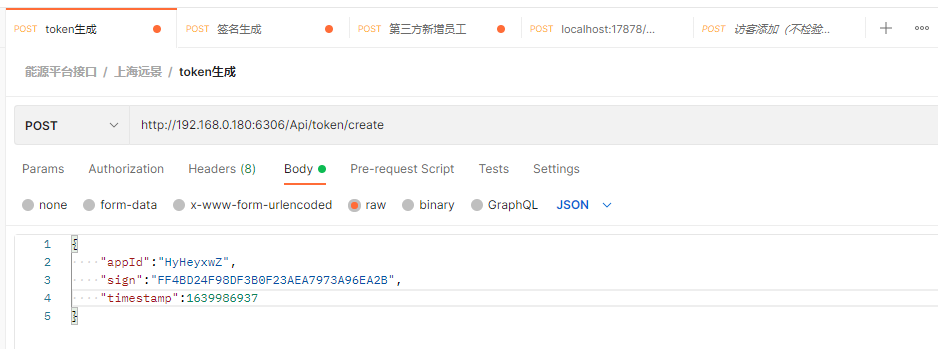 POST token生成 POST 签名生成 POST 第三方新增员工 POST localhost:17878/... POST 访客添加（不检验...
能源平台接口 / 上海远景 / token生成
POST http://192.168.0.180:6306/Api/token/create
Params Authorization Headers (8) Body Pre-request Script Tests Settings
none form-data x-www-form-urlencoded raw binary GraphQL JSON
1 {
2 "appId":"HyHeyxwZ",
3 "sign":"FF4BD24F98DF3B0F23AEA7973A96EA2B",
4 "timestamp":1639986937
5 }